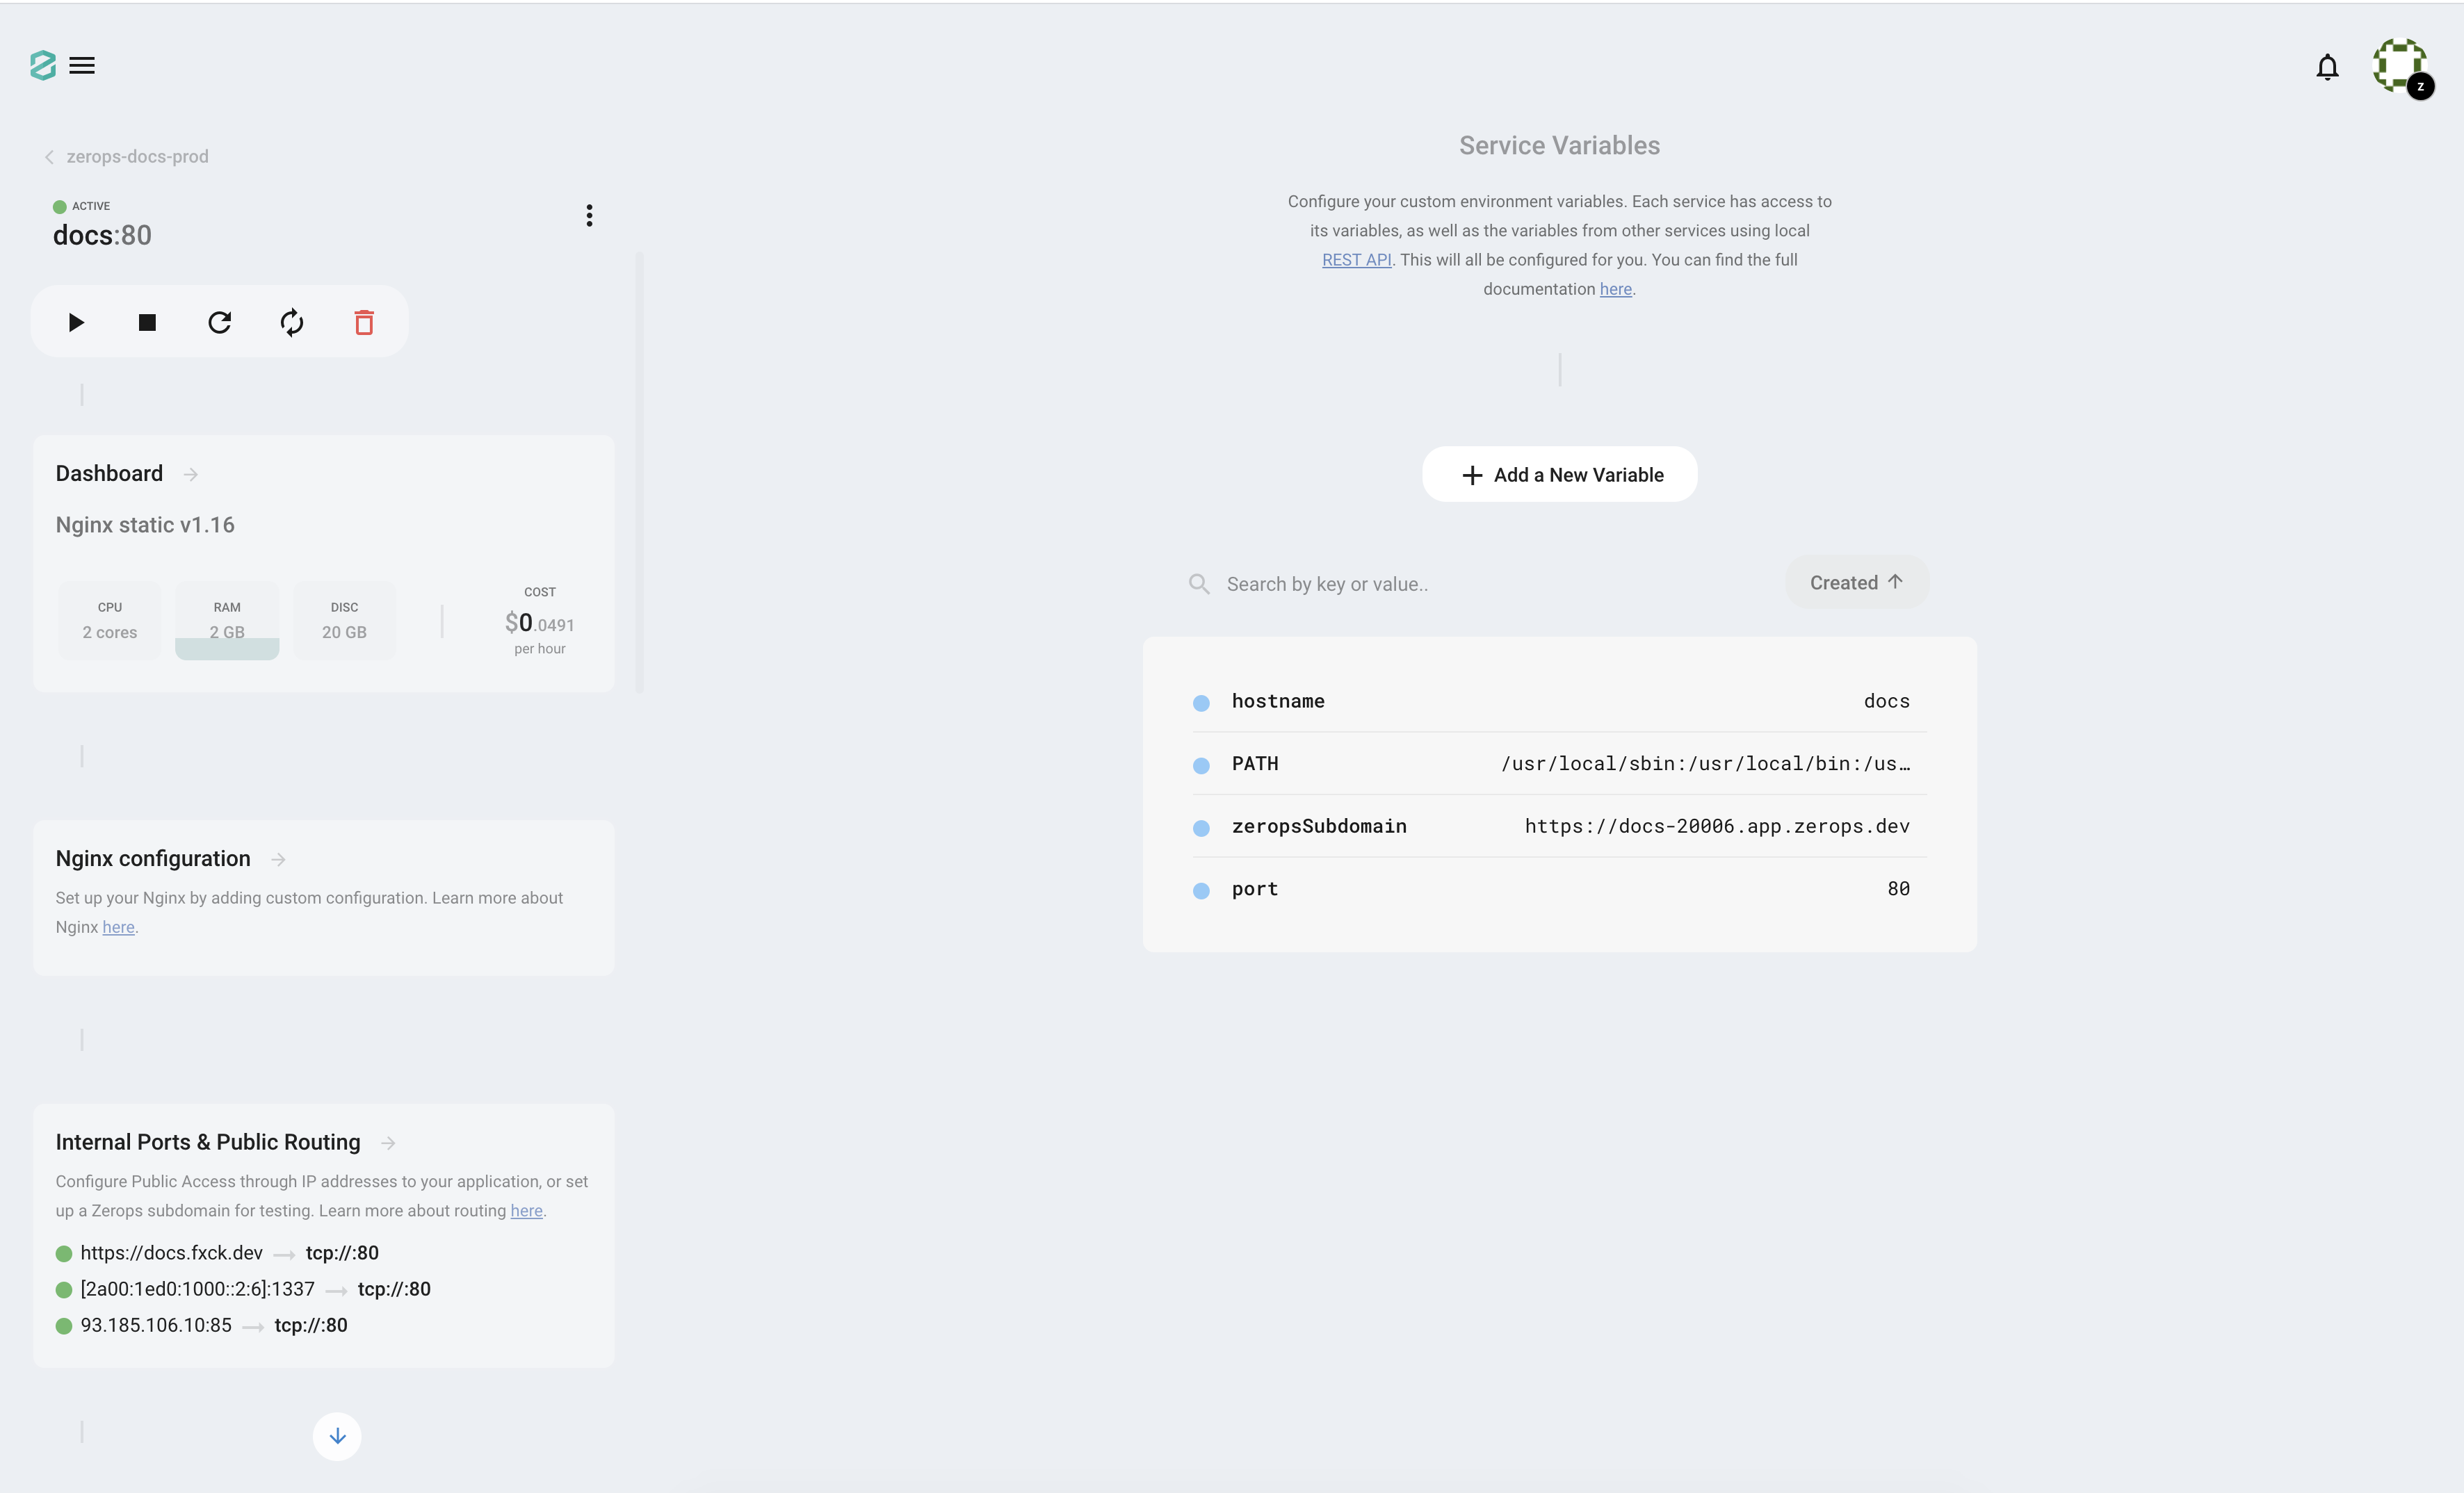 z
zerops-docs-prod
ACTIVE
docs:80
Dashboard
Nginx static v1.16
CPU
2 cores
RAM
2 GB
DISC
20 GB
COST
$0.0491
per hour
Nginx configuration
Set up your Nginx by adding custom configuration. Learn more about
Nginx here.
Internal Ports & Public Routing
Configure Public Access through IP addresses to your application, or set
up a Zerops subdomain for testing. Learn more about routing here.
https://docs.fxck.dev → tcp://:80
[2a00:1ed0:1000::2:6]:1337 → tcp://:80
93.185.106.10:85 → tcp://:80
Service Variables
Configure your custom environment variables. Each service has access to
its variables, as well as the variables from other services using local
REST API. This will all be configured for you. You can find the full
documentation here.
Add a New Variable
Search by key or value..
Created ↑
hostname docs
PATH /usr/local/sbin:/usr/local/bin:/us…
zeropsSubdomain https://docs-20006.app.zerops.dev
port 80